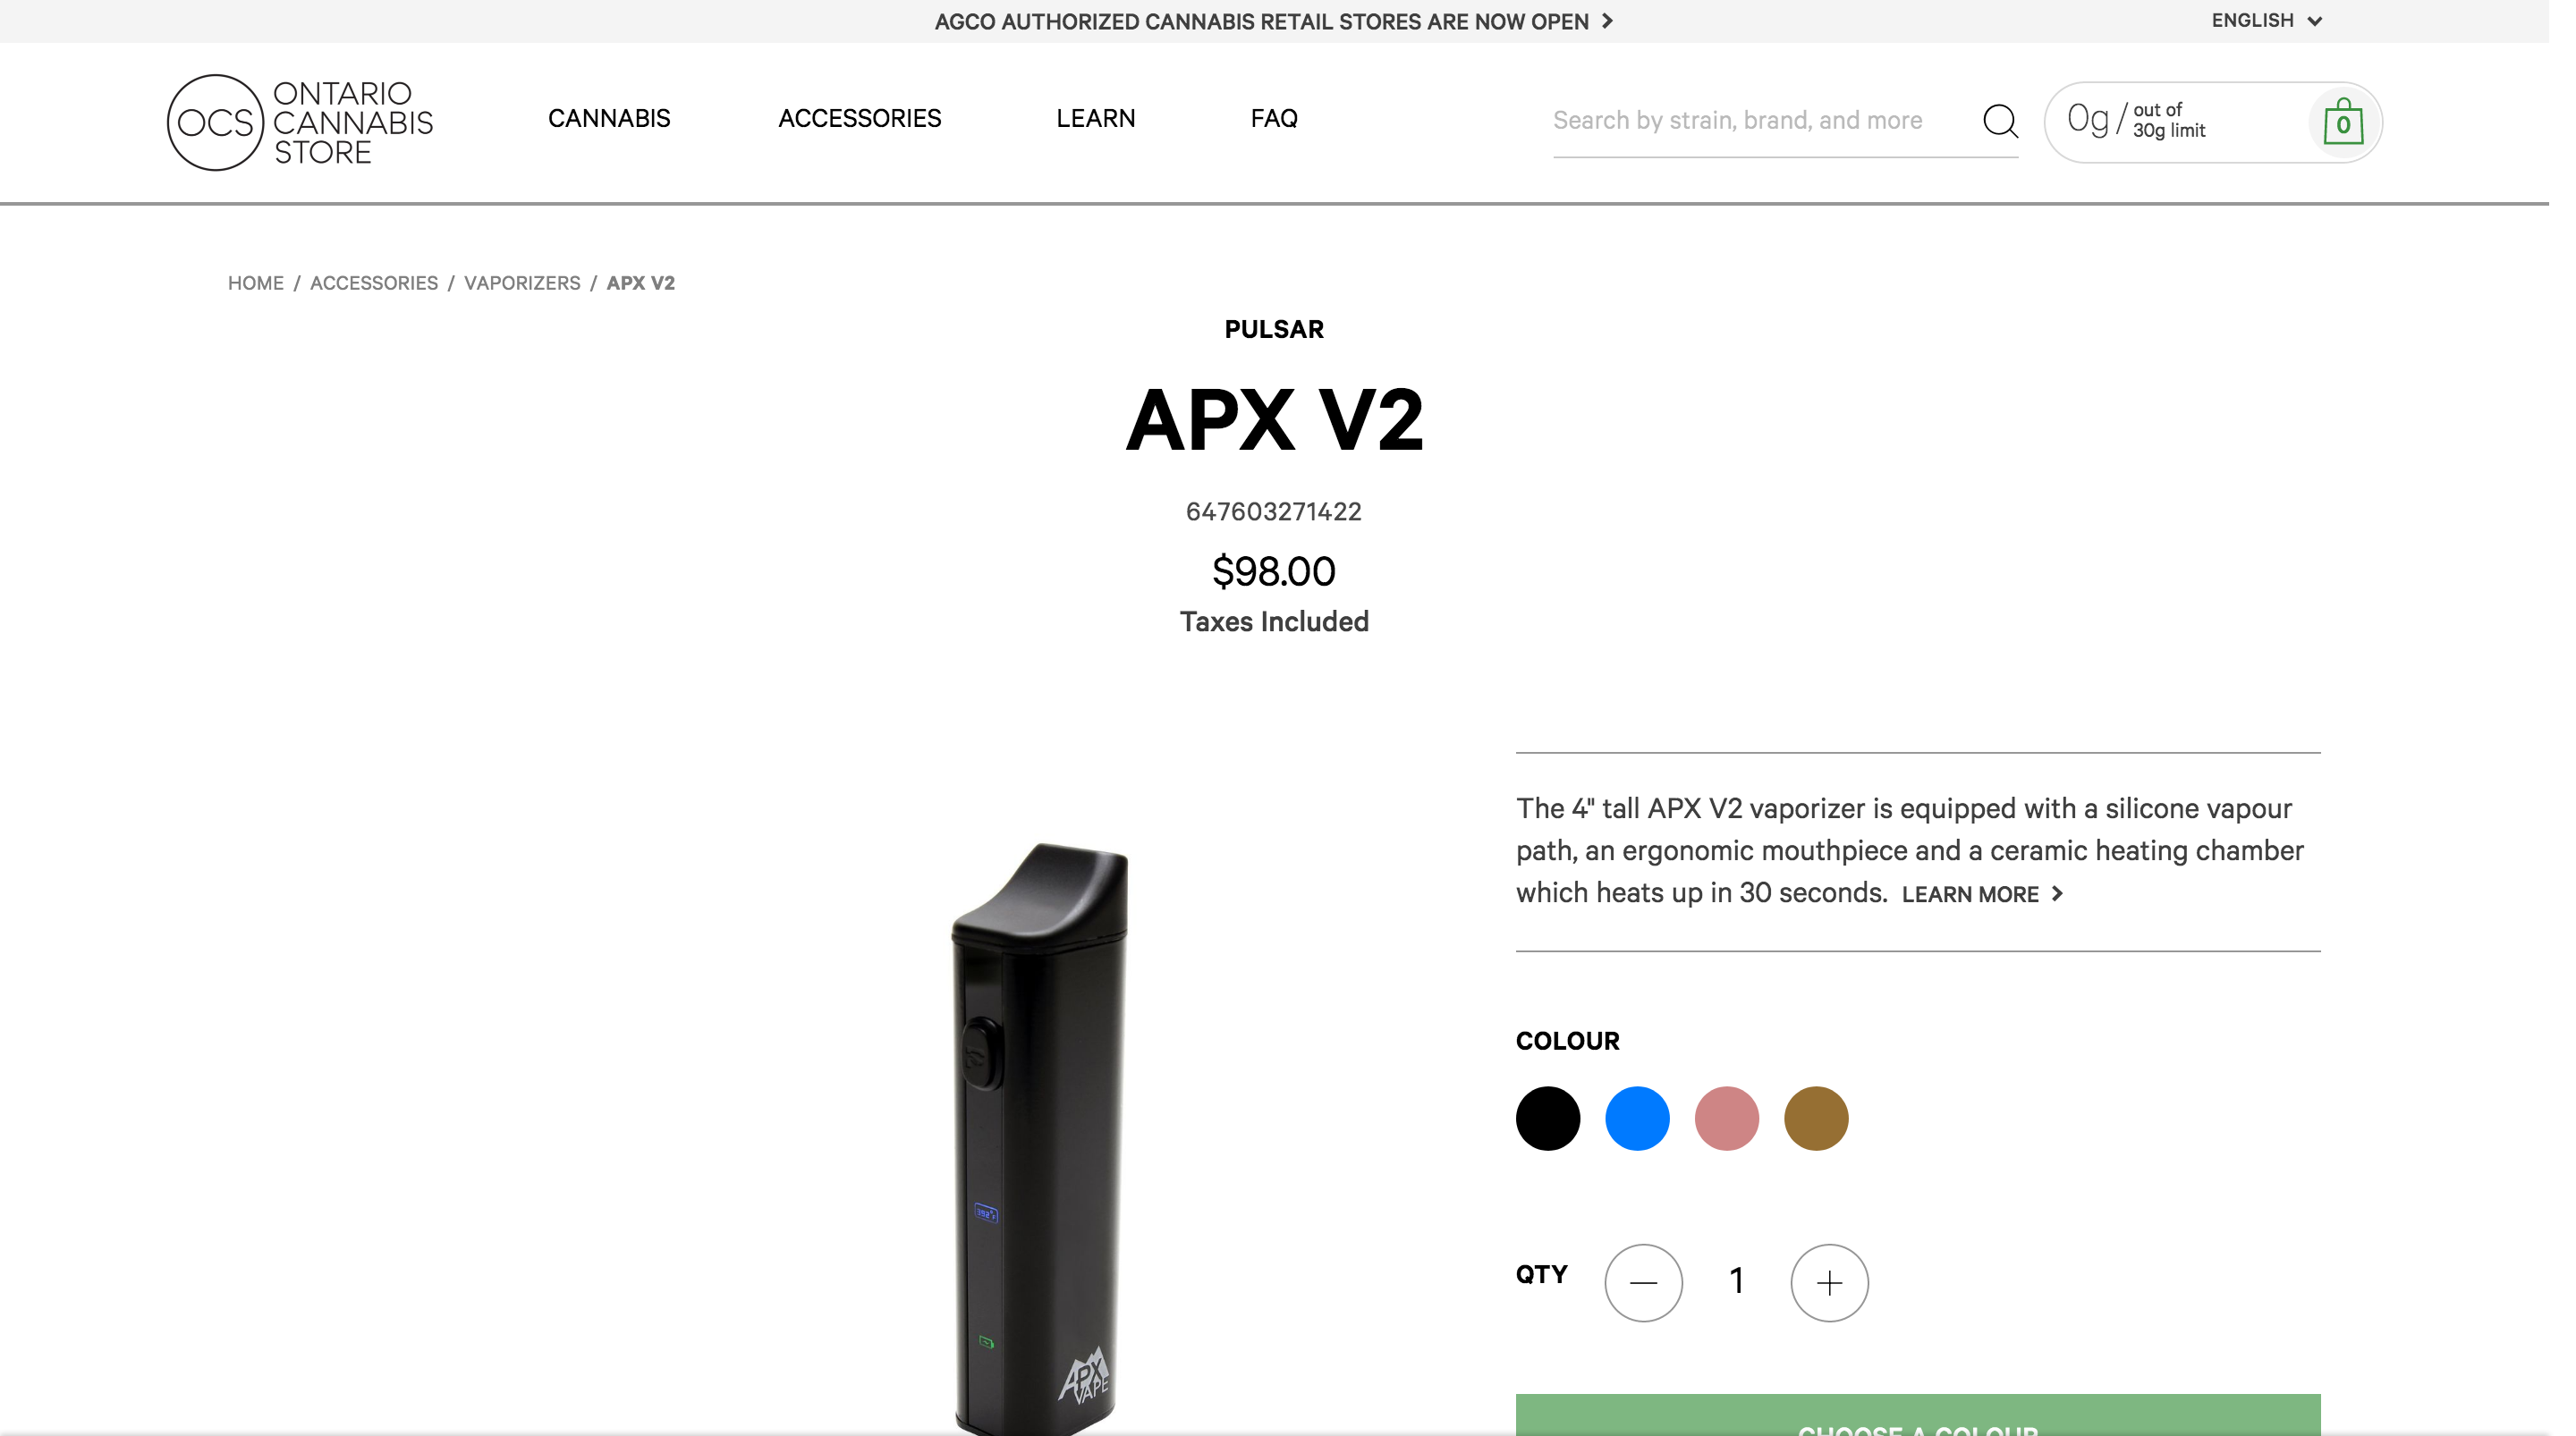 AGCO AUTHORIZED CANNABIS RETAIL STORES ARE NOW OPEN
ENGLISH
OCS
ONTARIO
CANNABIS
STORE
CANNABIS
ACCESSORIES
LEARN
FAQ
Search by strain, brand, and more
0g / out of
30g limit
0
HOME / ACCESSORIES / VAPORIZERS / APX V2
PULSAR
APX V2
647603271422
$98.00
Taxes Included
The 4" tall APX V2 vaporizer is equipped with a silicone vapour
path, an ergonomic mouthpiece and a ceramic heating chamber
which heats up in 30 seconds. LEARN MORE
COLOUR
392°F
APX
VAPE
QTY
1
CHOOSE A COLOUR